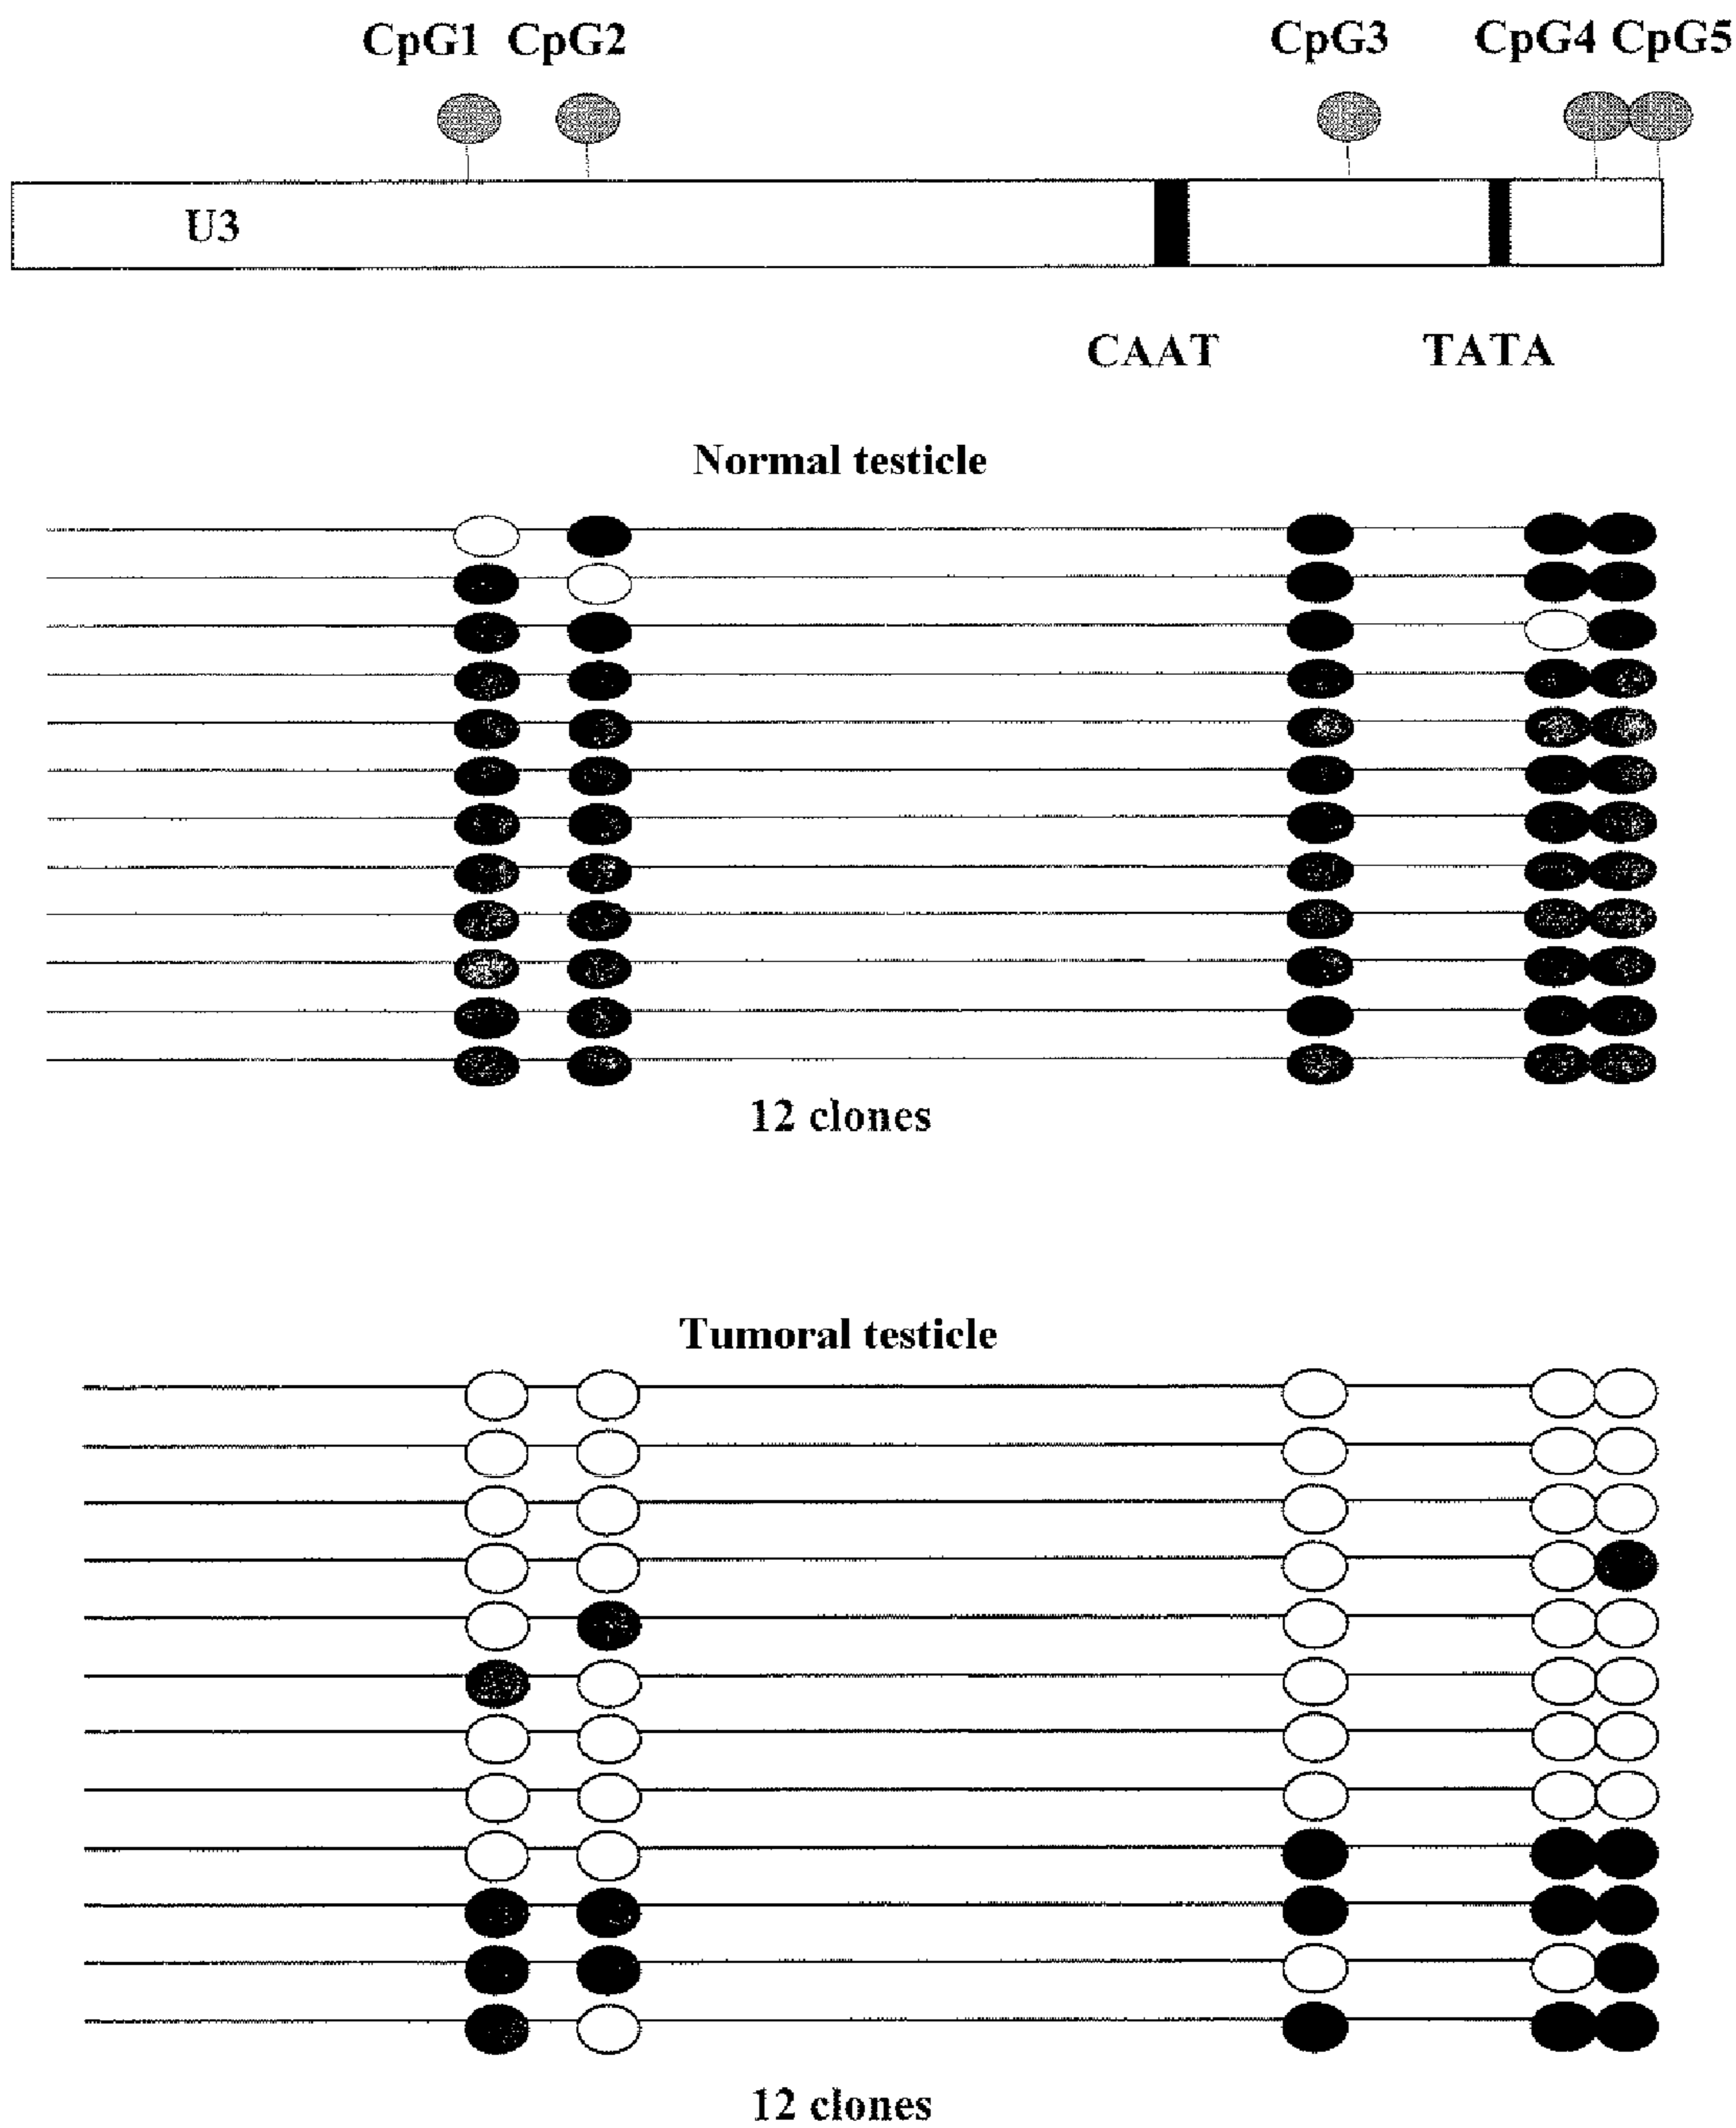 CpG1 CpG2 CpG3 CpG4 CpG5
U3
CAAT TATA
Normal testicle
12 clones
Tumoral testicle
12 clones